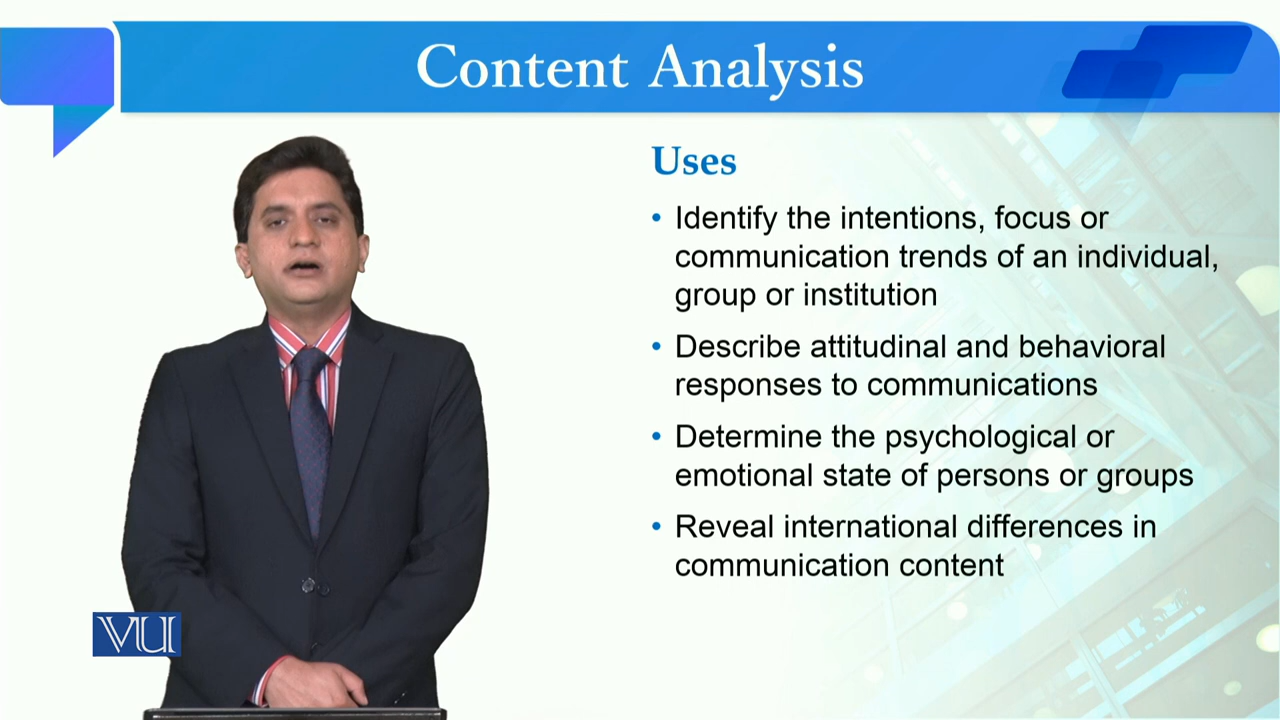 Content Analysis
Uses
• Identify the intentions, focus or
communication trends of an individual,
group or institution
• Describe attitudinal and behavioral
responses to communications
• Determine the psychological or
emotional state of persons or groups
• Reveal international differences in
communication content
VU